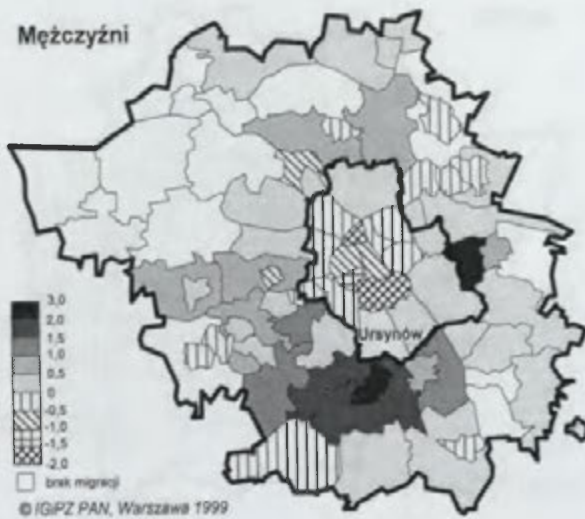 Mężczyźni
Ursynów
3,0
2,0
1,5
1,0
0,5
0
-0,5
-1,0
-1,5
-2,0
brak migracji
© IGiPZ PAN, Warszawa 1999